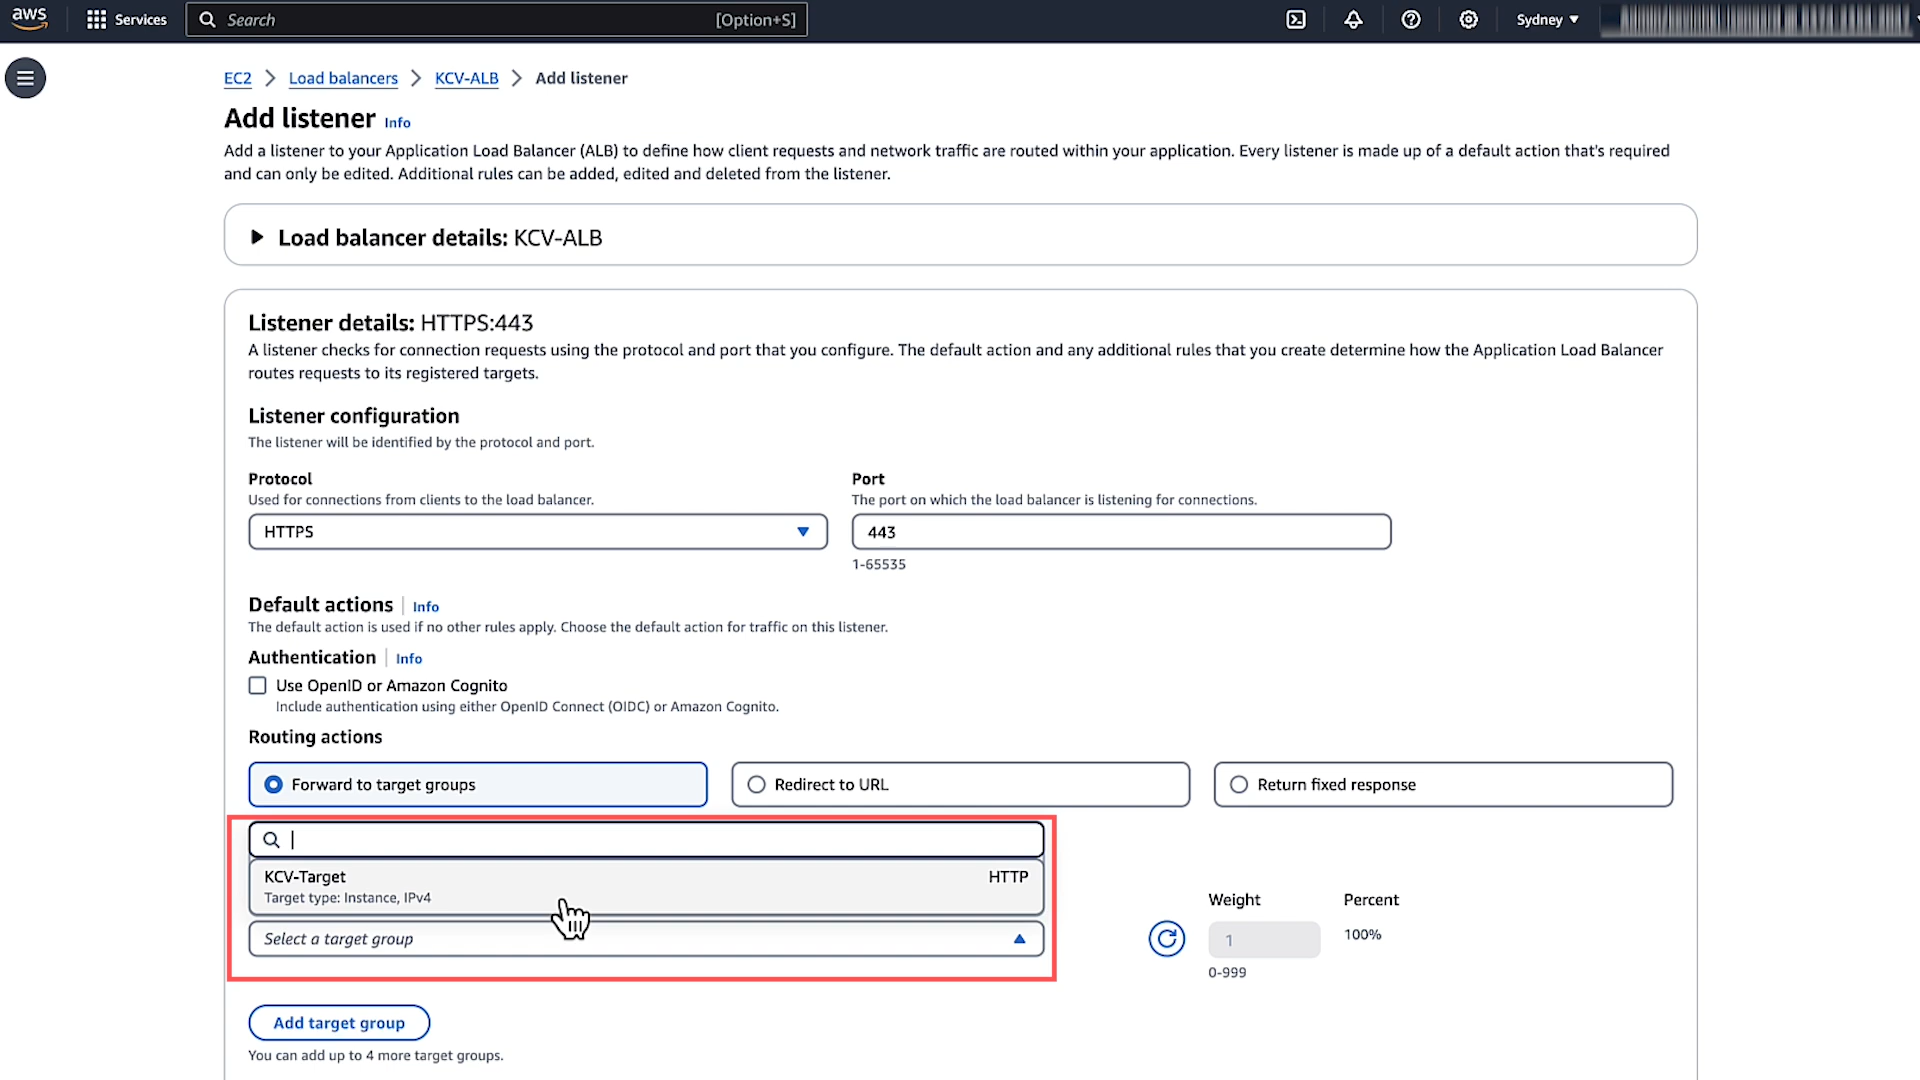 aws
Services
Search
[Option+S]
Sydney
EC2 > Load balancers > KCV-ALB > Add listener
Add listener Info
Add a listener to your Application Load Balancer (ALB) to define how client requests and network traffic are routed within your application. Every listener is made up of a default action that's required
and can only be edited. Additional rules can be added, edited and deleted from the listener.
Load balancer details: KCV-ALB
Listener details: HTTPS:443
A listener checks for connection requests using the protocol and port that you configure. The default action and any additional rules that you create determine how the Application Load Balancer
routes requests to its registered targets.
Listener configuration
The listener will be identified by the protocol and port.
Protocol
Used for connections from clients to the load balancer.
HTTPS
Port
The port on which the load balancer is listening for connections.
443
1-65535
Default actions Info
The default action is used if no other rules apply. Choose the default action for traffic on this listener.
Authentication Info
Use OpenID or Amazon Cognito
Include authentication using either OpenID Connect (OIDC) or Amazon Cognito.
Routing actions
Forward to target groups
Redirect to URL
Return fixed response
KCV-Target HTTP
Target type: Instance, IPv4
Select a target group
Weight
1
0-999
Percent
100%
Add target group
You can add up to 4 more target groups.